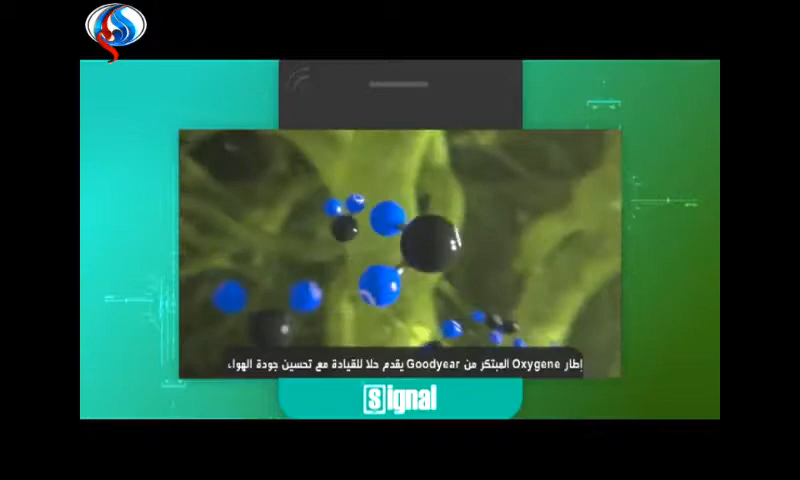 إطار Oxygene المبتكر من Goodyear يقدم حلا للقيادة مع تحسين جودة الهواء،
Signal